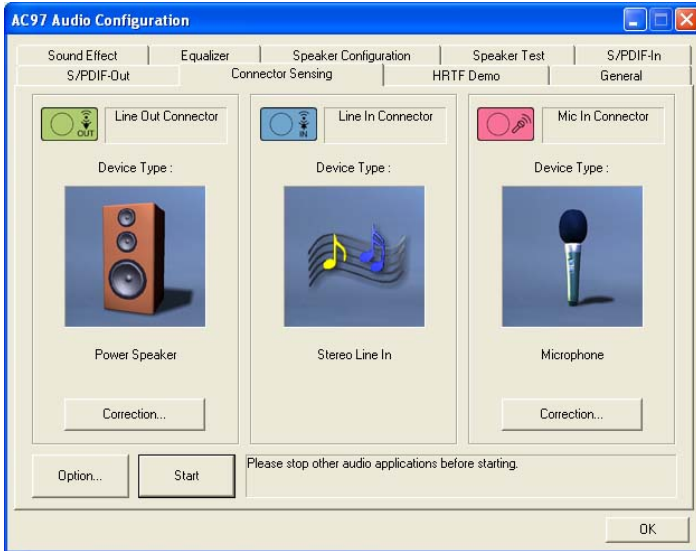 AC97 Audio Configuration
Sound Effect
Equalizer
Speaker Configuration
Speaker Test
S/PDIF-In
S/PDIF-Out
Connector Sensing
HRTF Demo
General
OUT
Line Out Connector
Device Type :
Power Speaker
Correction...
IN
Line In Connector
Device Type :
Stereo Line In
Mic In Connector
Device Type :
Microphone
Correction...
Option...
Start
Please stop other audio applications before starting.
OK